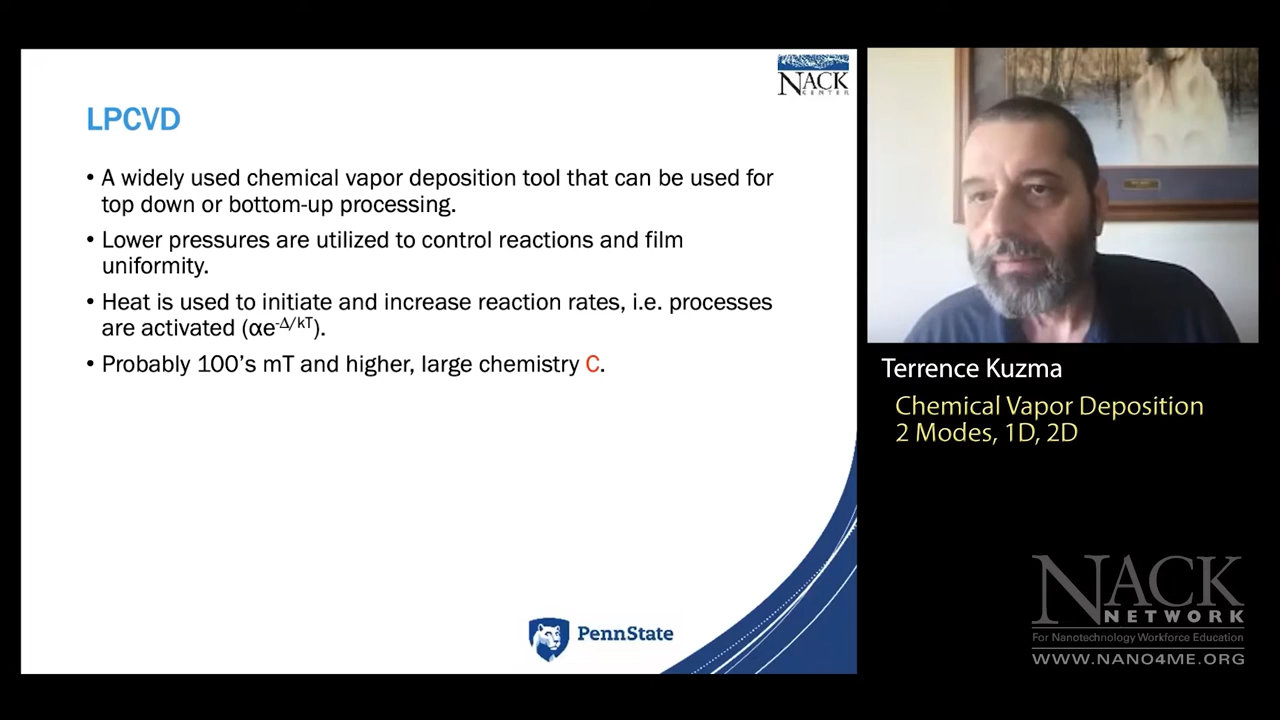 NACK
CENTER
LPCVD
• A widely used chemical vapor deposition tool that can be used for
top down or bottom-up processing.
• Lower pressures are utilized to control reactions and film
uniformity.
• Heat is used to initiate and increase reaction rates, i.e. processes
are activated (αe-Δ/kT).
• Probably 100's mT and higher, large chemistry C.
PennState
Terrence Kuzma
Chemical Vapor Deposition
2 Modes, 1D, 2D
NACK
NETWORK
For Nanotechnology Workforce Education
WWW.NANO4ME.ORG